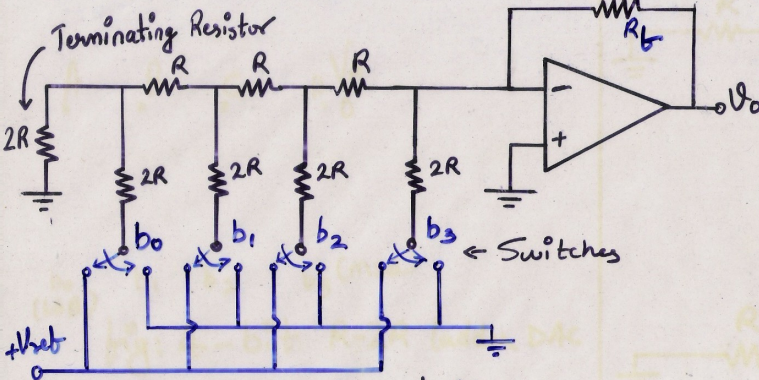 Terminating Resistor
Rf
R R R
Vo
2R
2R 2R 2R 2R
-
+
b0 b1 b2 b3
← Switches
+Vref